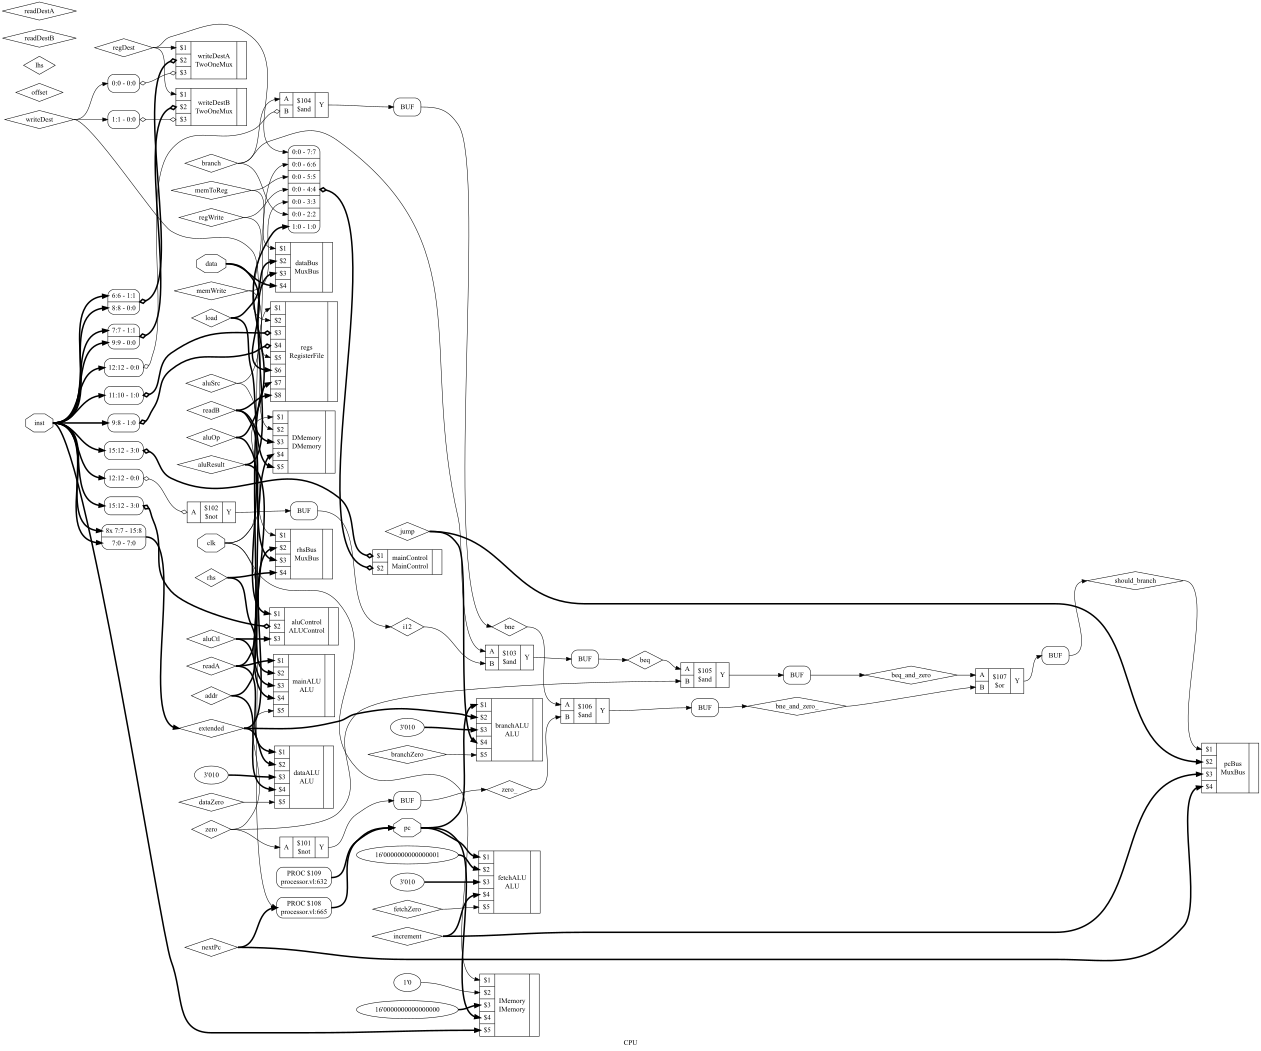 readDestA
readDestB
lhs
offset
writeDest
regDest
0:0 - 0:0
1:1 - 0:0
$1
$2
$3
writeDestA
TwoOneMux
$1
$2
$3
writeDestB
TwoOneMux
A
B
$104
$and
Y
BUF
branch
memToReg
regWrite
0:0 - 7:7
0:0 - 6:6
0:0 - 5:5
0:0 - 4:4
0:0 - 3:3
0:0 - 2:2
1:0 - 1:0
data
memWrite
load
$1
$2
$3
$4
dataBus
MuxBus
$1
$2
$3
$4
$5
$6
$7
$8
regs
RegisterFile
inst
6:6 - 1:1
8:8 - 0:0
7:7 - 1:1
9:9 - 0:0
12:12 - 0:0
11:10 - 1:0
9:8 - 1:0
15:12 - 3:0
12:12 - 0:0
15:12 - 3:0
8x 7:7 - 15:8
7:0 - 7:0
aluSrc
readB
aluOp
aluResult
$1
$2
$3
$4
$5
DMemory
DMemory
A
$102
$not
Y
BUF
clk
rhs
$1
$2
$3
$4
rhsBus
MuxBus
jump
$1
$2
mainControl
MainControl
aluCtl
readA
addr
extended
$1
$2
$3
aluControl
ALUControl
$1
$2
$3
$4
$5
mainALU
ALU
i12
bne
A
B
$103
$and
Y
BUF
beq
A
B
$105
$and
Y
BUF
beq_and_zero
A
B
$107
$or
Y
BUF
should_branch
3'010
branchZero
$1
$2
$3
$4
$5
branchALU
ALU
A
B
$106
$and
Y
BUF
bne_and_zero_
3'010
dataZero
$1
$2
$3
$4
$5
dataALU
ALU
$1
$2
$3
$4
pcBus
MuxBus
zero
A
$101
$not
Y
BUF
zero_
pc
PROC $109
processor.vl:632
PROC $108
processor.vl:665
16'0000000000000001
3'010
fetchZero
increment
$1
$2
$3
$4
$5
fetchALU
ALU
nextPc
1'0
16'0000000000000000
$1
$2
$3
$4
$5
IMemory
IMemory
CPU